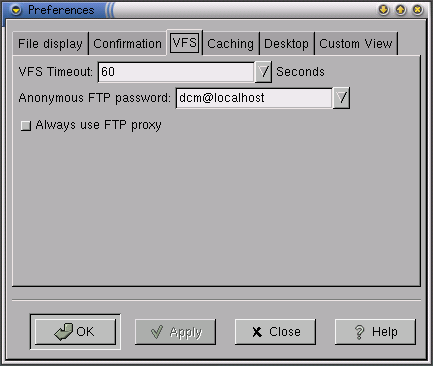 Preferences
File display Confirmation VFS Caching Desktop Custom View
VFS Timeout: 60 Seconds
Anonymous FTP password: dcm@localhost
Always use FTP proxy
OK Apply Close Help